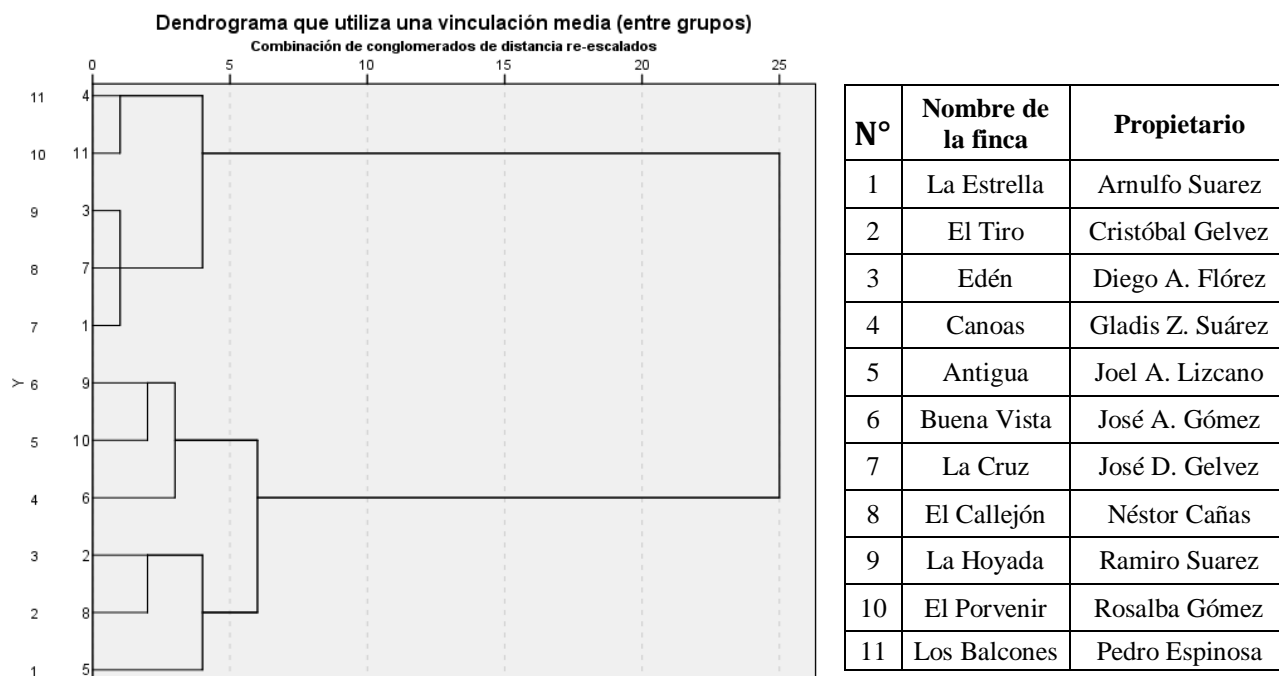 Dendrograma que utiliza una vinculación media (entre grupos)
Combinación de conglomerados de distancia re-escalados
0 5 10 15 20 25
11 4
10 11
9 3
8 7
7 1
Y
6 9
5 10
4 6
3 2
2 8
1 5
N° Nombre de la finca Propietario
1 La Estrella Arnulfo Suarez
2 El Tiro Cristóbal Gelvez
3 Edén Diego A. Flórez
4 Canoas Gladis Z. Suárez
5 Antigua Joel A. Lizcano
6 Buena Vista José A. Gómez
7 La Cruz José D. Gelvez
8 El Callejón Néstor Cañas
9 La Hoyada Ramiro Suarez
10 El Porvenir Rosalba Gómez
11 Los Balcones Pedro Espinosa